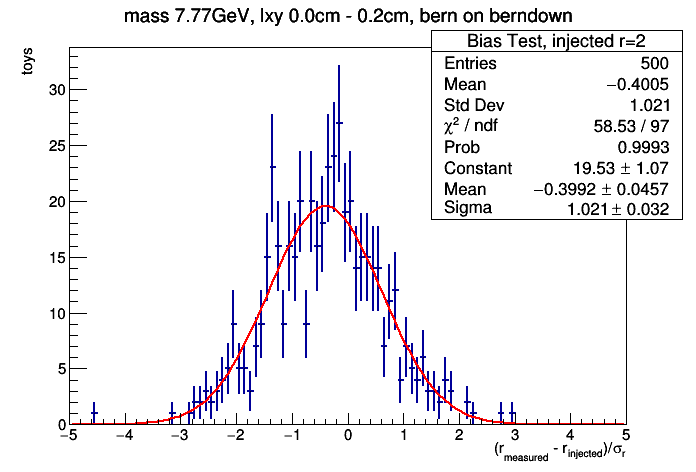 mass 7.77GeV, lxy 0.0cm - 0.2cm, bern on berndown
toys
Bias Test, injected r=2
Entries 500
Mean −0.4005
Std Dev 1.021
χ² / ndf 58.53 / 97
Prob 0.9993
Constant 19.53 ± 1.07
Mean −0.3992 ± 0.0457
Sigma 1.021 ± 0.032
30
25
20
15
10
5
0
−5 −4 −3 −2 −1 0 1 2 3 4 5
(r_measured - r_injected)/σ_r